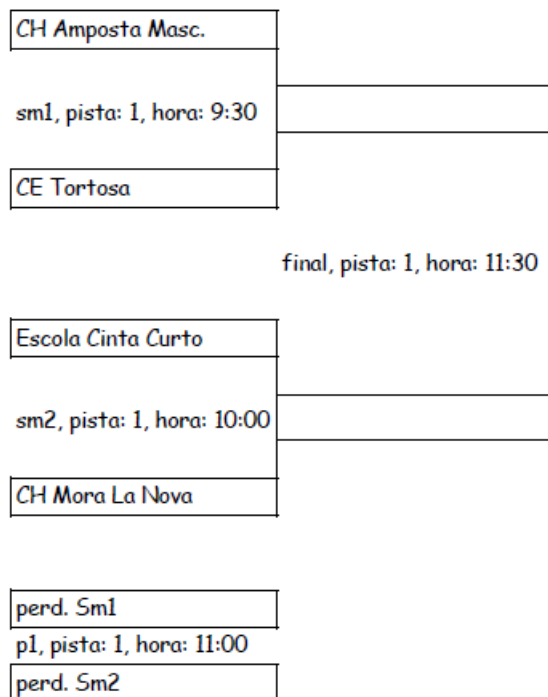 CH Amposta Masc.
sm1, pista: 1, hora: 9:30
CE Tortosa
final, pista: 1, hora: 11:30
Escola Cinta Curto
sm2, pista: 1, hora: 10:00
CH Mora La Nova
perd. Sm1
p1, pista: 1, hora: 11:00
perd. Sm2